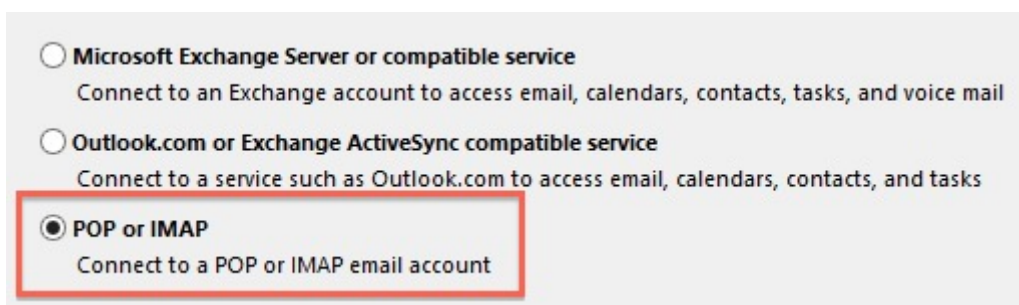 Microsoft Exchange Server or compatible service
Connect to an Exchange account to access email, calendars, contacts, tasks, and voice mail
Outlook.com or Exchange ActiveSync compatible service
Connect to a service such as Outlook.com to access email, calendars, contacts, and tasks
POP or IMAP
Connect to a POP or IMAP email account